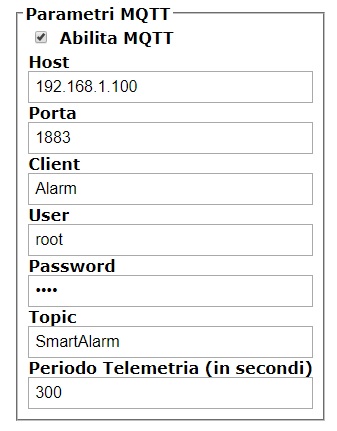 Parametri MQTT
Abilita MQTT
Host
192.168.1.100
Porta
1883
Client
Alarm
User
root
Password
••••
Topic
SmartAlarm
Periodo Telemetria (in secondi)
300